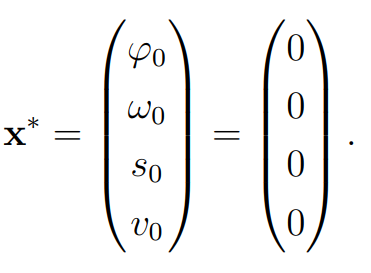 x* = (φ₀ ω₀ s₀ v₀) = (0 0 0 0) .